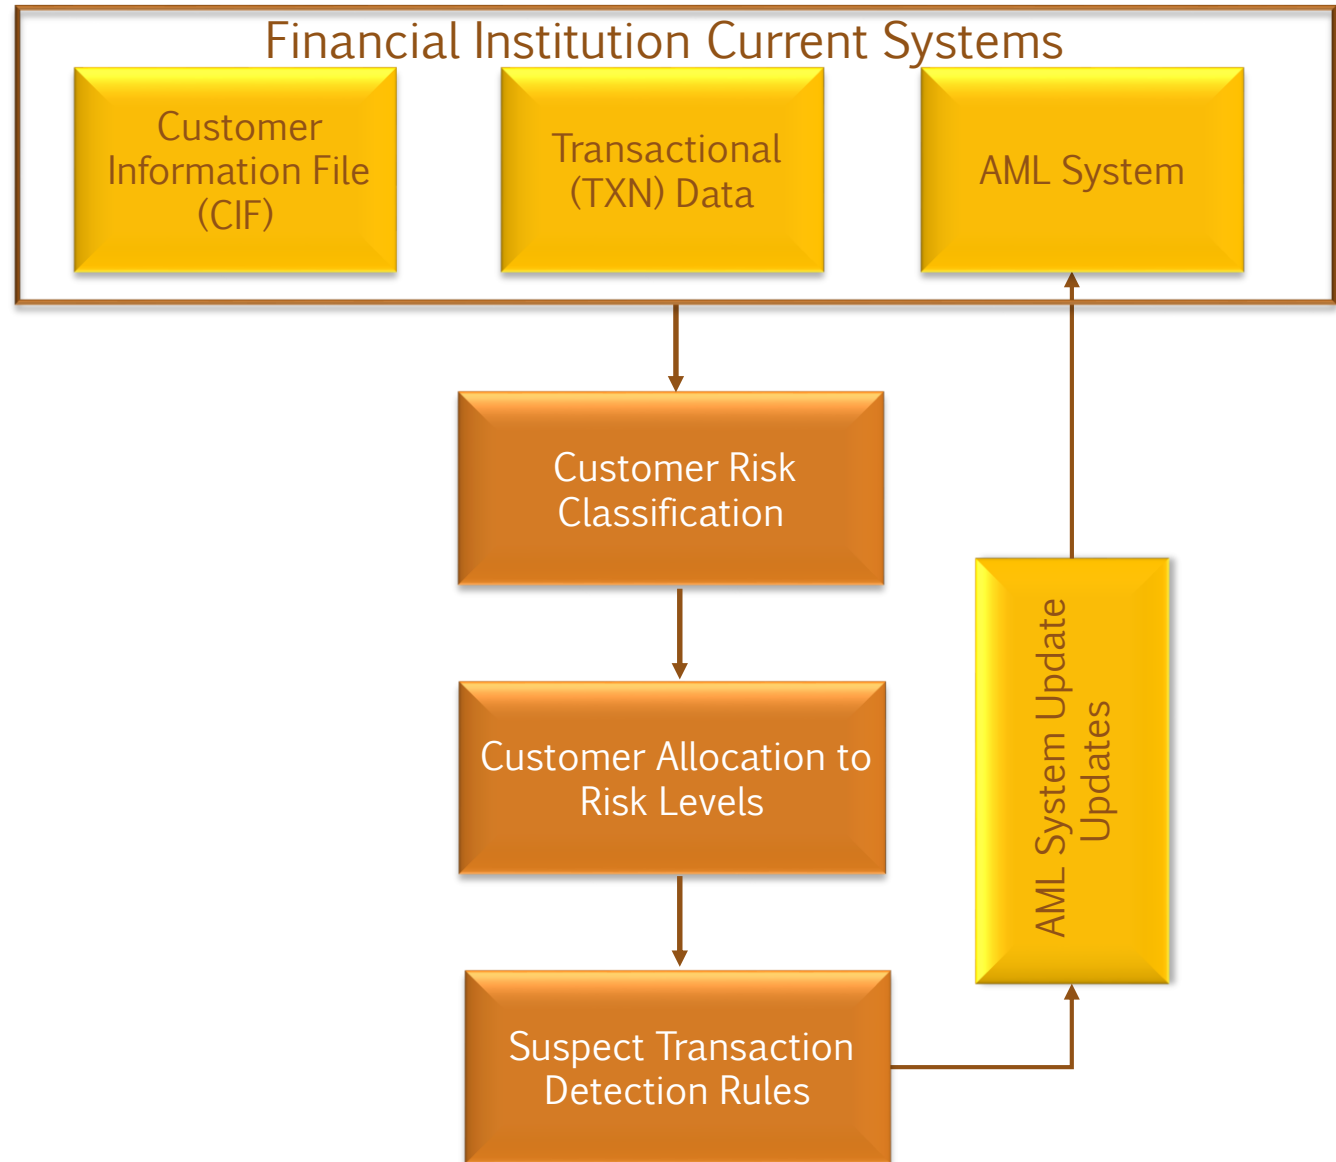 Financial Institution Current Systems
Customer
Information File
(CIF)
Transactional
(TXN) Data
AML System
Customer Risk
Classification
Customer Allocation to
Risk Levels
AML System Update
Updates
Suspect Transaction
Detection Rules